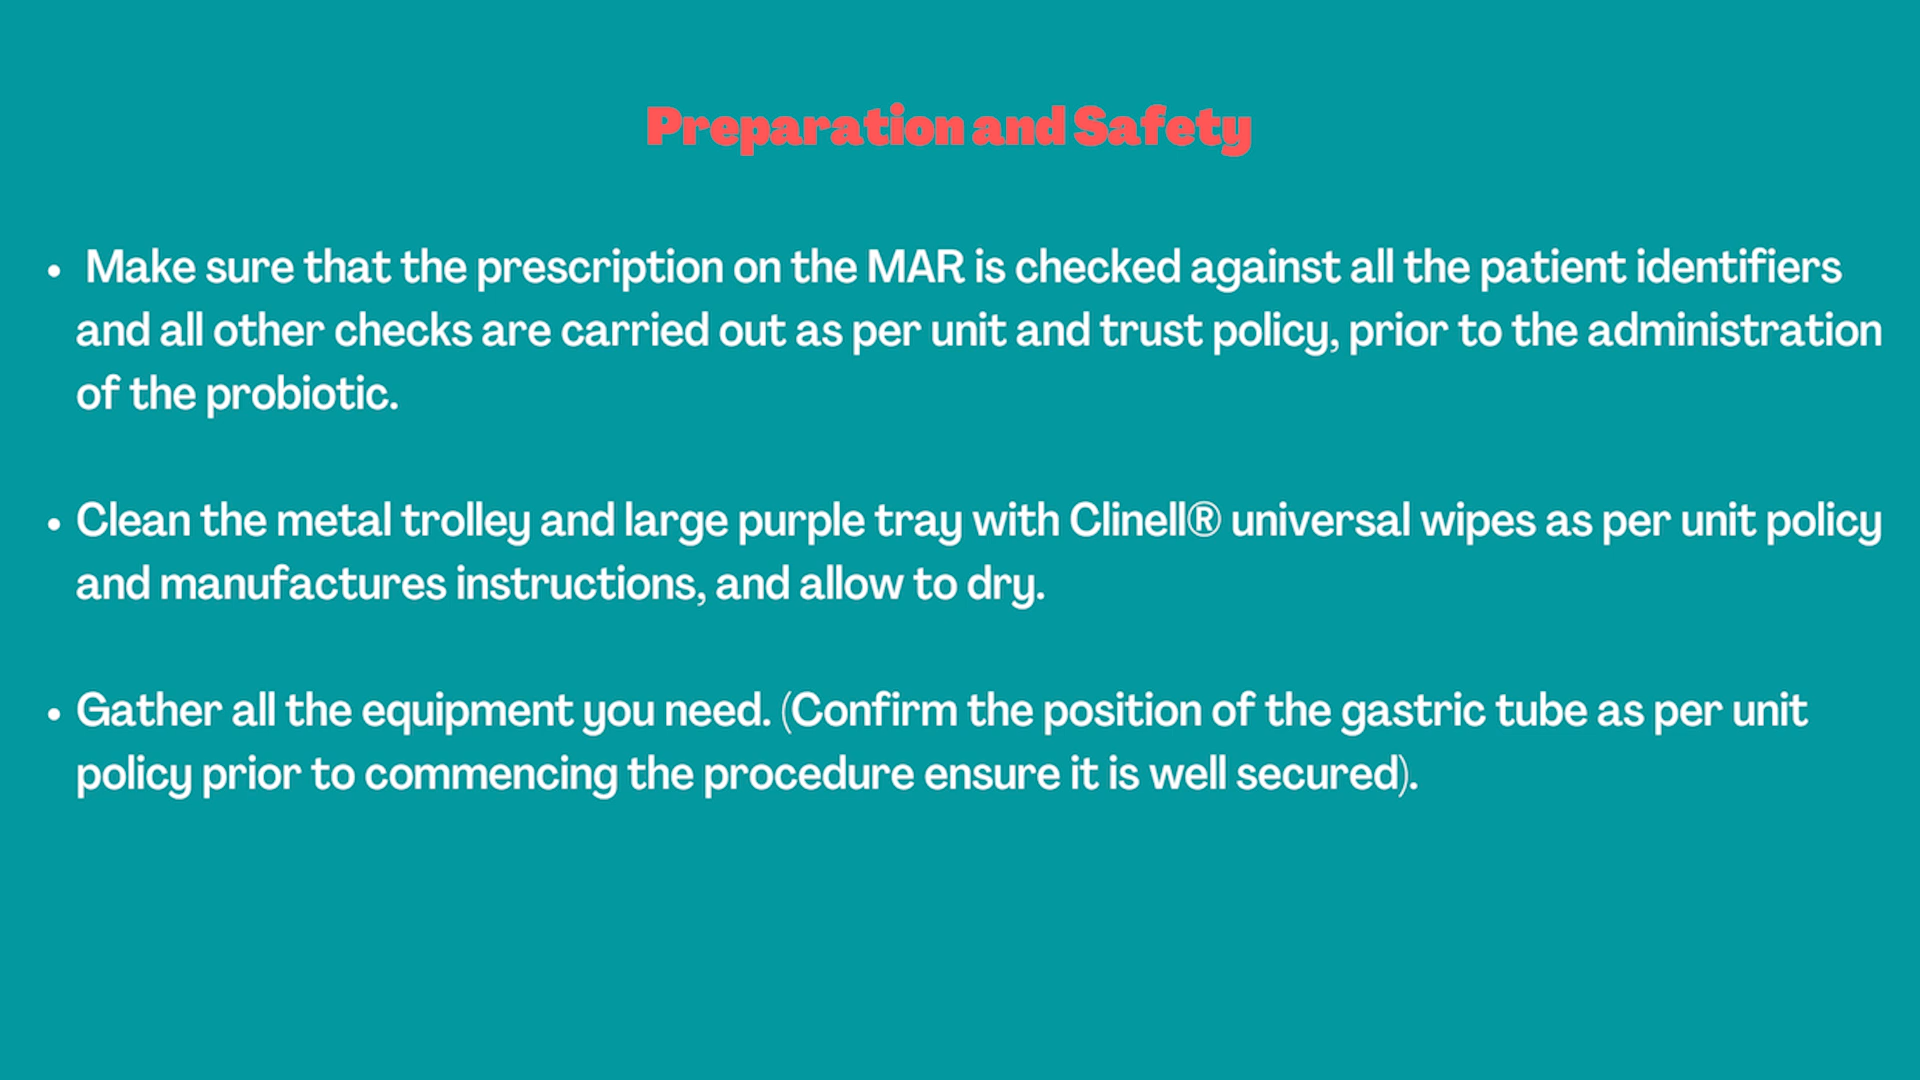 Preparation and Safety
• Make sure that the prescription on the MAR is checked against all the patient identifiers
and all other checks are carried out as per unit and trust policy, prior to the administration
of the probiotic.
• Clean the metal trolley and large purple tray with Clinell® universal wipes as per unit policy
and manufactures instructions, and allow to dry.
• Gather all the equipment you need. (Confirm the position of the gastric tube as per unit
policy prior to commencing the procedure ensure it is well secured).